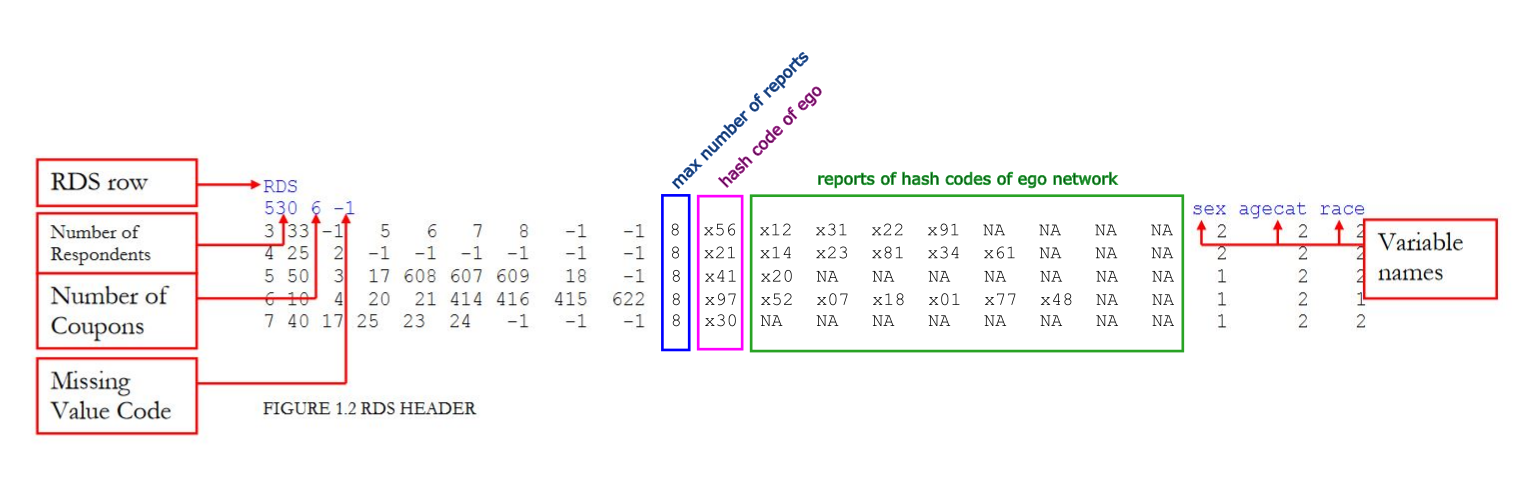 max number of reports
hash code of ego
reports of hash codes of ego network
RDS row
RDS
530 6 -1
sex agecat race
Number of
Respondents
3 33 -1 5 6 7 8 -1 -1 8 x56 x12 x31 x22 x91 NA NA NA NA 2 2 2
4 25 2 -1 -1 -1 -1 -1 -1 8 x21 x14 x23 x81 x34 x61 NA NA NA 2 2 2
5 50 3 17 608 607 609 18 -1 8 x41 x20 NA NA NA NA NA NA NA 1 2 2
6 10 4 20 21 414 416 415 622 8 x97 x52 x07 x18 x01 x77 x48 NA NA 1 2 1
7 40 17 25 23 24 -1 -1 -1 8 x30 NA NA NA NA NA NA NA NA 1 2 2
Variable
names
Number of
Coupons
Missing
Value Code
FIGURE 1.2 RDS HEADER